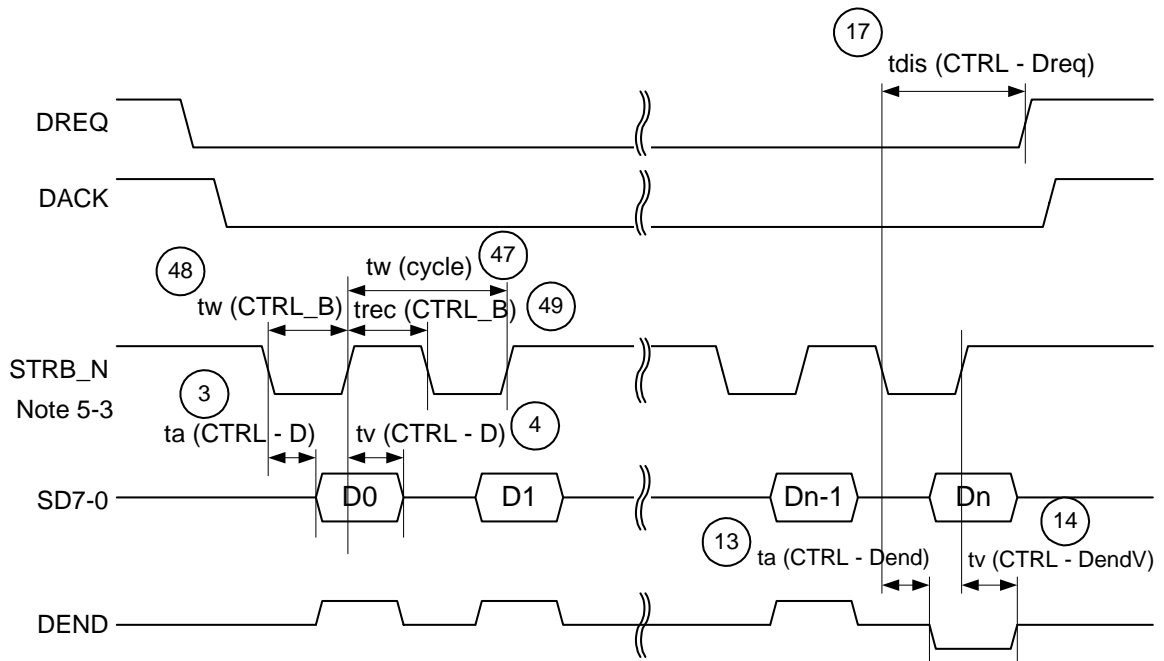 17
tdis (CTRL - Dreq)
DREQ
DACK
48
tw (cycle)
47
tw (CTRL_B)
trec (CTRL_B)
49
STRB_N
Note 5-3
3
ta (CTRL - D)
tv (CTRL - D)
4
SD7-0
D0
D1
Dn-1
Dn
13
ta (CTRL - Dend)
14
tv (CTRL - DendV)
DEND